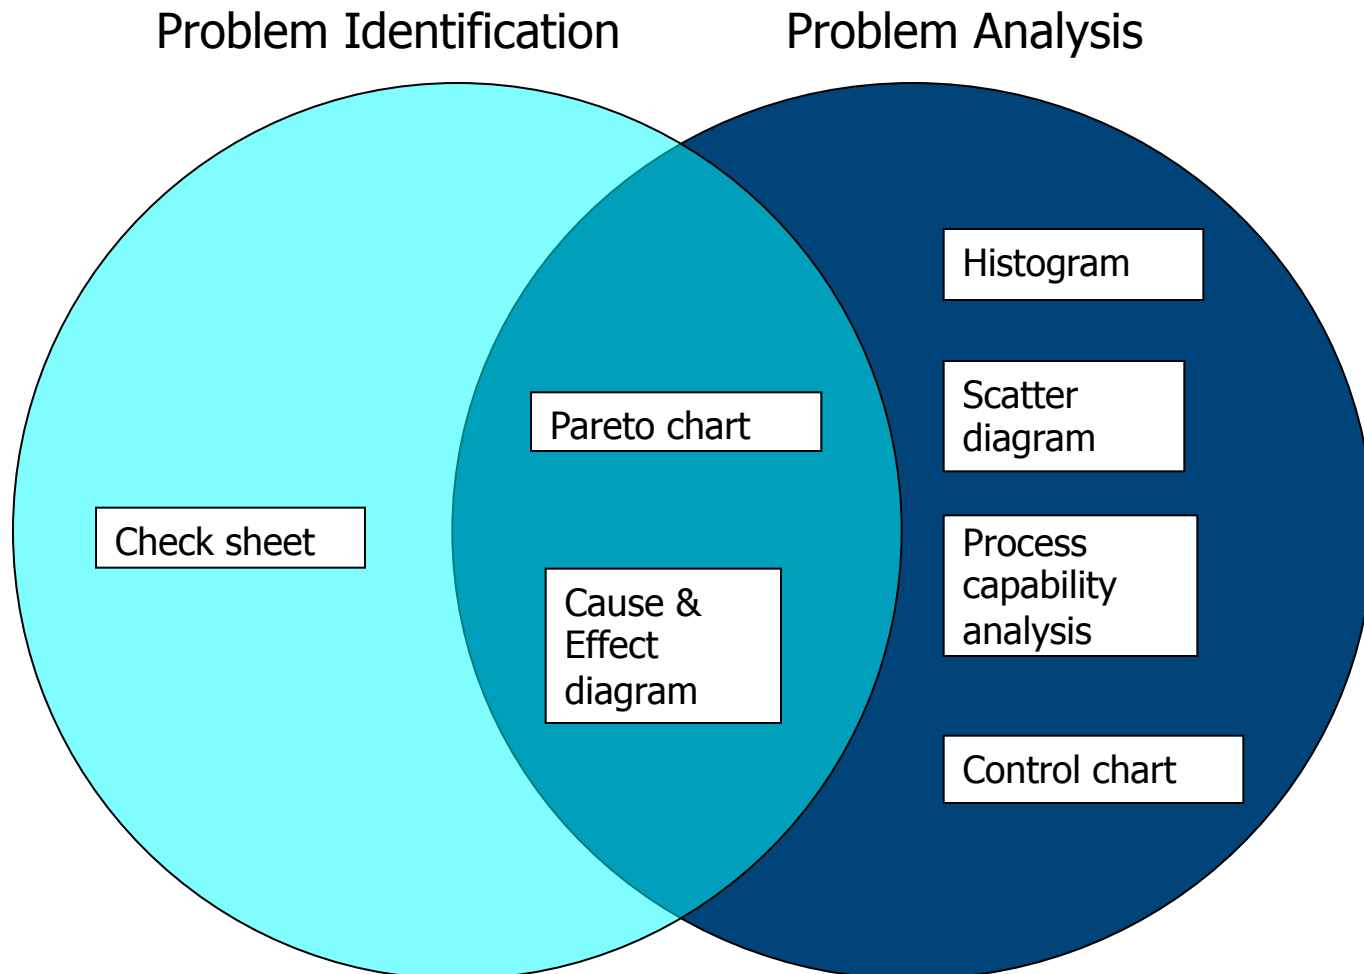 Problem Identification
Problem Analysis
Check sheet
Pareto chart
Cause &
Effect
diagram
Histogram
Scatter
diagram
Process
capability
analysis
Control chart